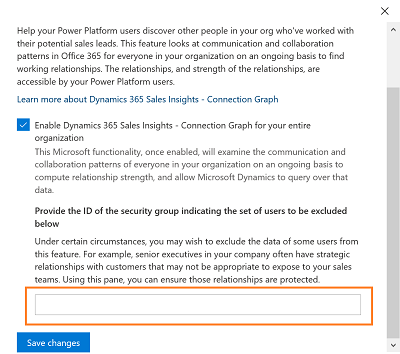 Help your Power Platform users discover other people in your org who've worked with
their potential sales leads. This feature looks at communication and collaboration
patterns in Office 365 for everyone in your organization on an ongoing basis to find
working relationships. The relationships, and strength of the relationships, are
accessible by your Power Platform users.
Learn more about Dynamics 365 Sales Insights - Connection Graph
Enable Dynamics 365 Sales Insights - Connection Graph for your entire
organization
This Microsoft functionality, once enabled, will examine the communication and
collaboration patterns of everyone in your organization on an ongoing basis to
compute relationship strength, and allow Microsoft Dynamics to query over that
data.
Provide the ID of the security group indicating the set of users to be excluded
below
Under certain circumstances, you may wish to exclude the data of some users from
this feature. For example, senior executives in your company often have strategic
relationships with customers that may not be appropriate to expose to your sales
teams. Using this pane, you can ensure those relationships are protected.
Save changes